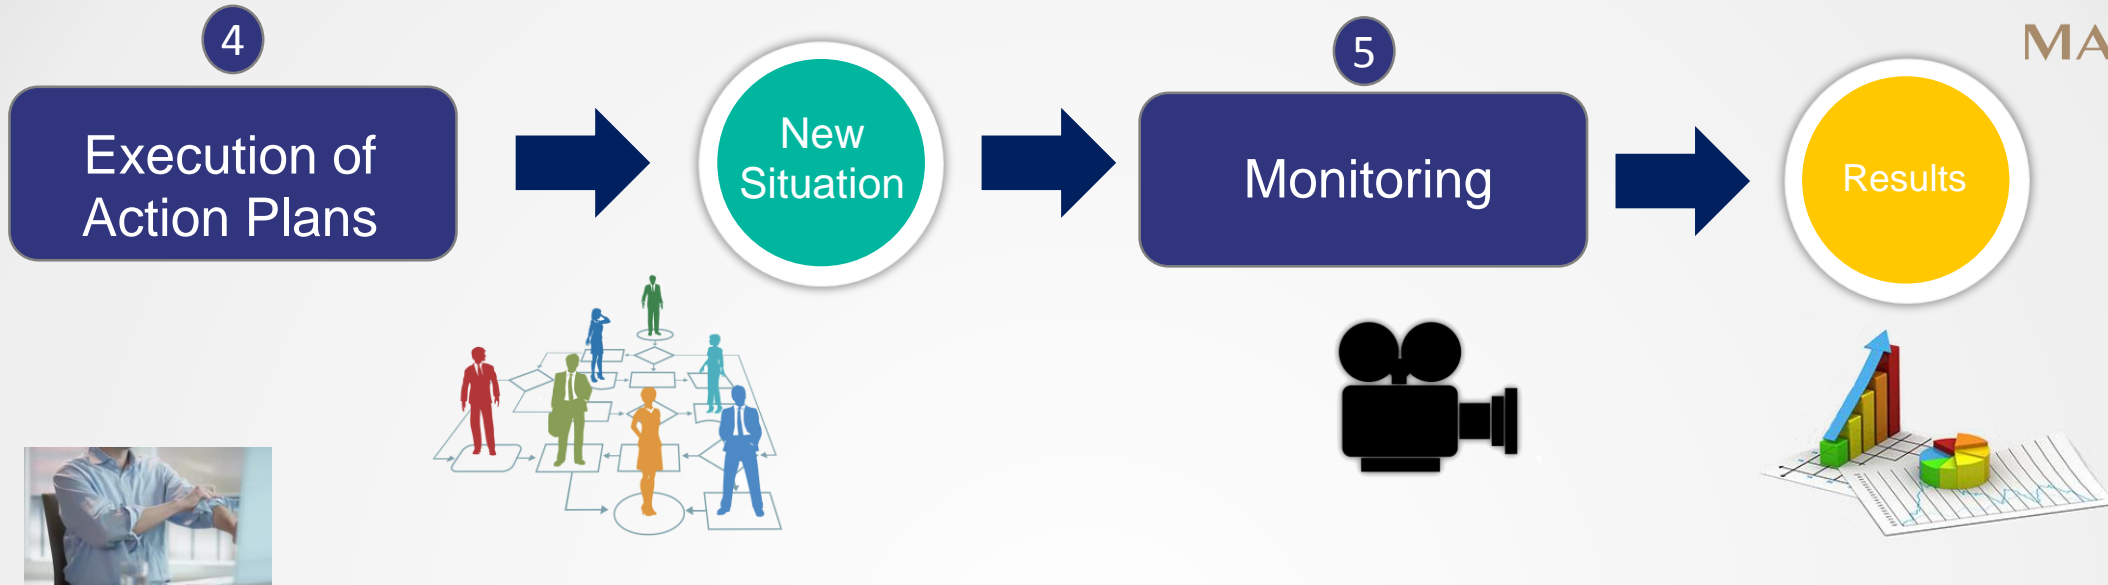 4
Execution of
Action Plans
New
Situation
5
Monitoring
Results
MA